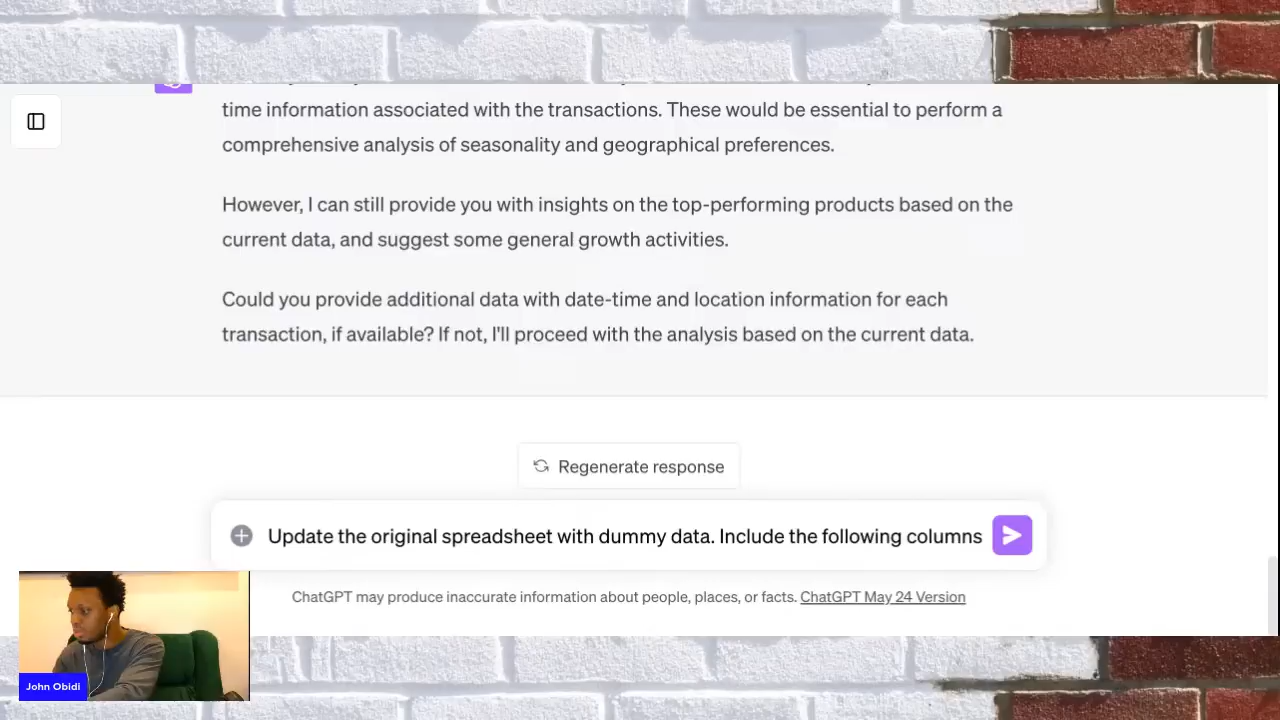 time information associated with the transactions. These would be essential to perform a
comprehensive analysis of seasonality and geographical preferences.
However, I can still provide you with insights on the top-performing products based on the
current data, and suggest some general growth activities.
Could you provide additional data with date-time and location information for each
transaction, if available? If not, I'll proceed with the analysis based on the current data.
Regenerate response
Update the original spreadsheet with dummy data. Include the following columns
ChatGPT may produce inaccurate information about people, places, or facts. ChatGPT May 24 Version
John Obidi